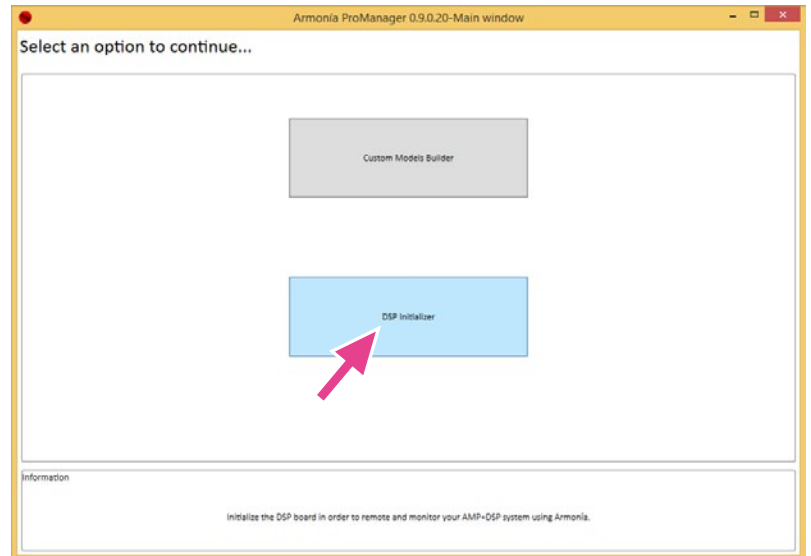 Armonía ProManager 0.9.0.20-Main window
Select an option to continue...
Custom Models Builder
DSP Initializer
Information
Initialize the DSP board in order to remote and monitor your AMP+DSP system using Armonía.